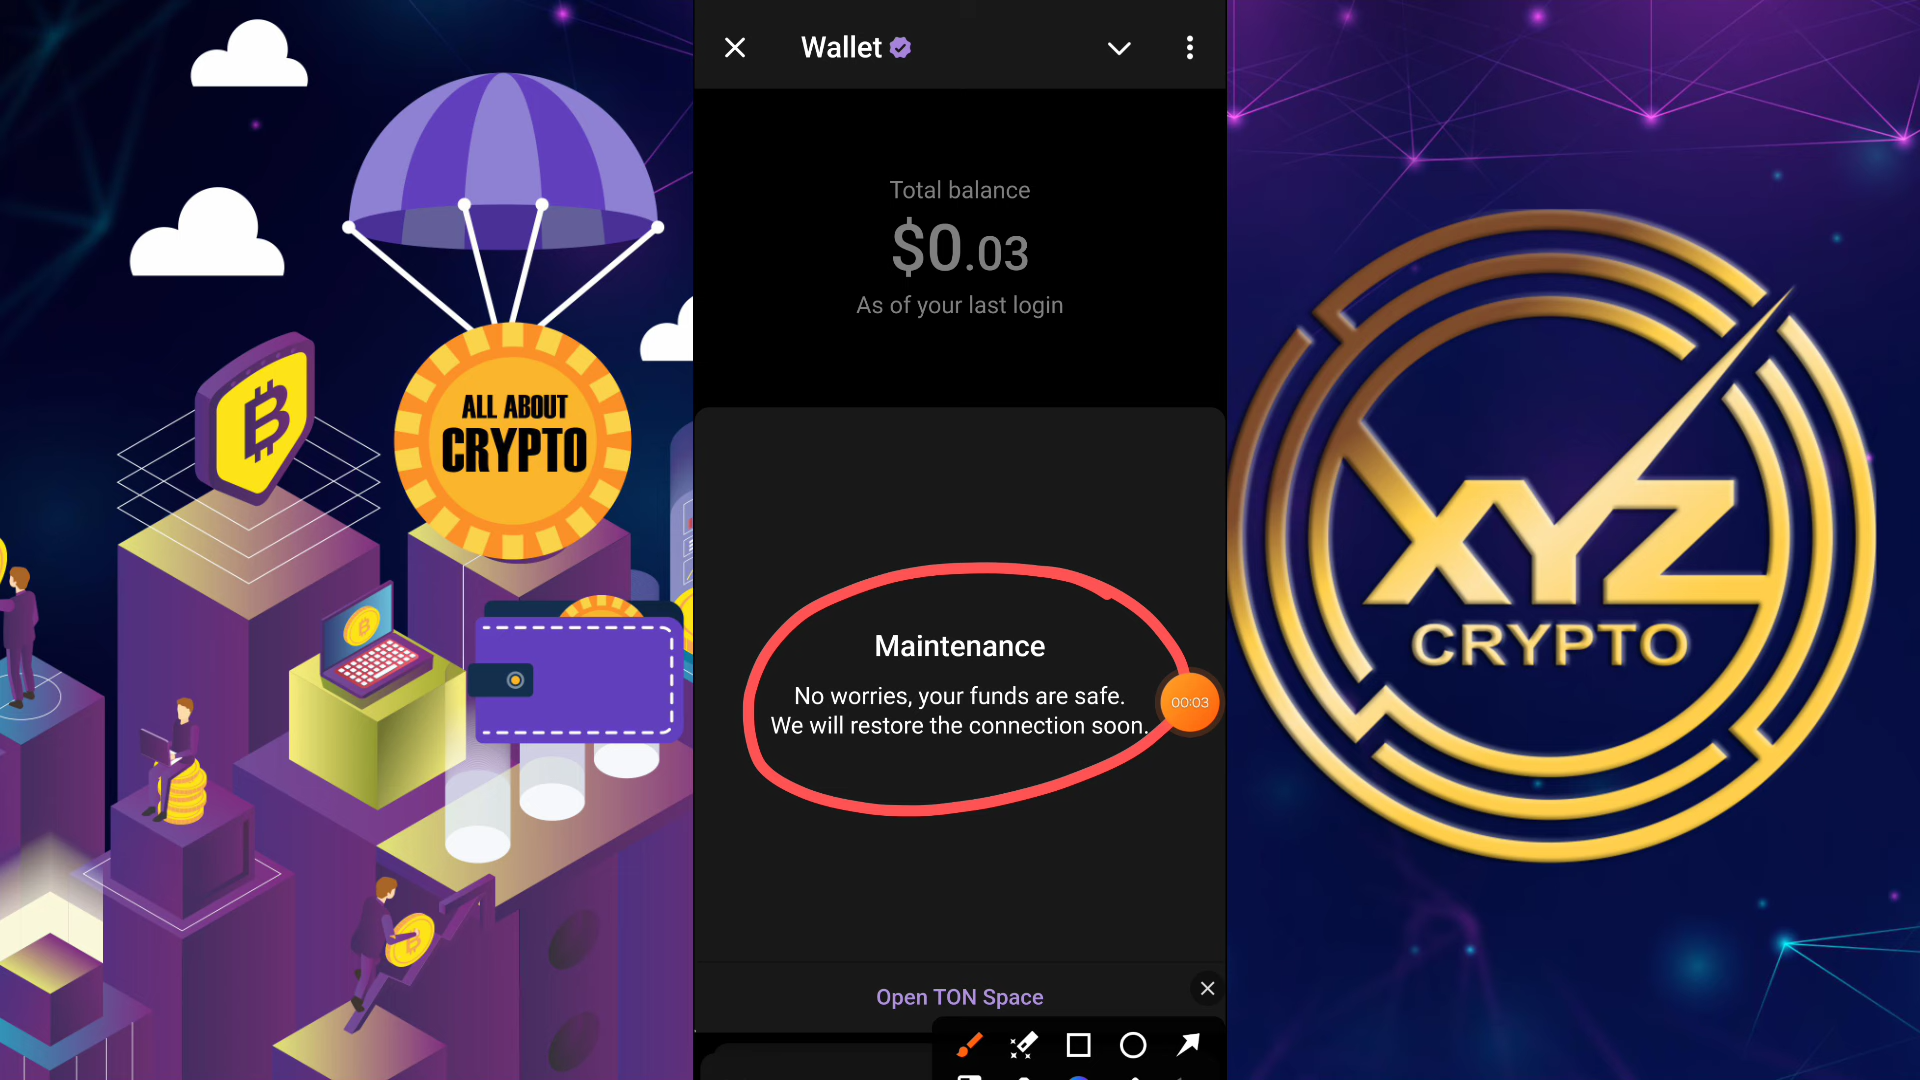 ALL ABOUT
CRYPTO
Wallet
Total balance
$0.03
As of your last login
Maintenance
No worries, your funds are safe.
We will restore the connection soon.
00:03
Open TON Space
XYZ
CRYPTO